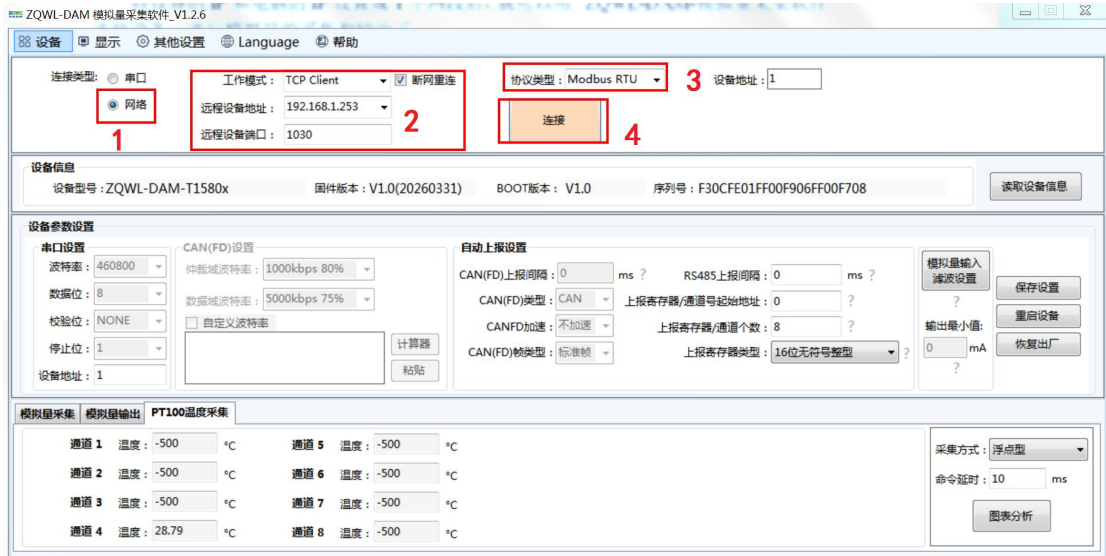 ZQWL-DAM 模拟量采集软件_V1.2.6
设备 显示 其他设置 Language 帮助
连接类型: 串口 工作模式: TCP Client 断网重连 协议类型: Modbus RTU 3 设备地址: 1
网络 远程设备地址: 192.168.1.253 2 连接 4
1 远程设备端口: 1030
设备信息
设备型号:ZQWL-DAM-T1580x 固件版本:V1.0(20260331) BOOT版本: V1.0 序列号:F30CFE01FF00F906FF00F708 读取设备信息
设备参数设置
串口设置 CAN(FD)设置 自动上报设置
波特率: 460800 仲裁域波特率: 1000kbps 80% CAN(FD)上报间隔: 0 ms ? RS485上报间隔: 0 ms ? 模拟量输入滤波设置
数据位: 8 数据域波特率: 5000kbps 75% CAN(FD)类型: CAN 上报寄存器/通道号起始地址: 0 ? ? 保存设置
校验位: NONE 自定义波特率 CANFD加速: 不加速 上报寄存器/通道个数: 8 ? 输出最小值: 重启设备
停止位: 1 计算器 CAN(FD)帧类型: 标准帧 上报寄存器类型: 16位无符号整型 ? 0 mA 恢复出厂
设备地址: 1 粘贴 ?
模拟量采集 模拟量输出 PT100温度采集
通道 1 温度: -500 °C 通道 5 温度: -500 °C 采集方式: 浮点型
通道 2 温度: -500 °C 通道 6 温度: -500 °C 命令延时: 10 ms
通道 3 温度: -500 °C 通道 7 温度: -500 °C 图表分析
通道 4 温度: 28.79 °C 通道 8 温度: -500 °C